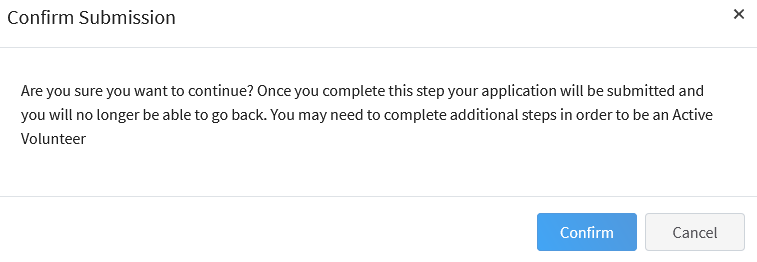 Confirm Submission
×
Are you sure you want to continue? Once you complete this step your application will be submitted and
you will no longer be able to go back. You may need to complete additional steps in order to be an Active
Volunteer
Confirm
Cancel